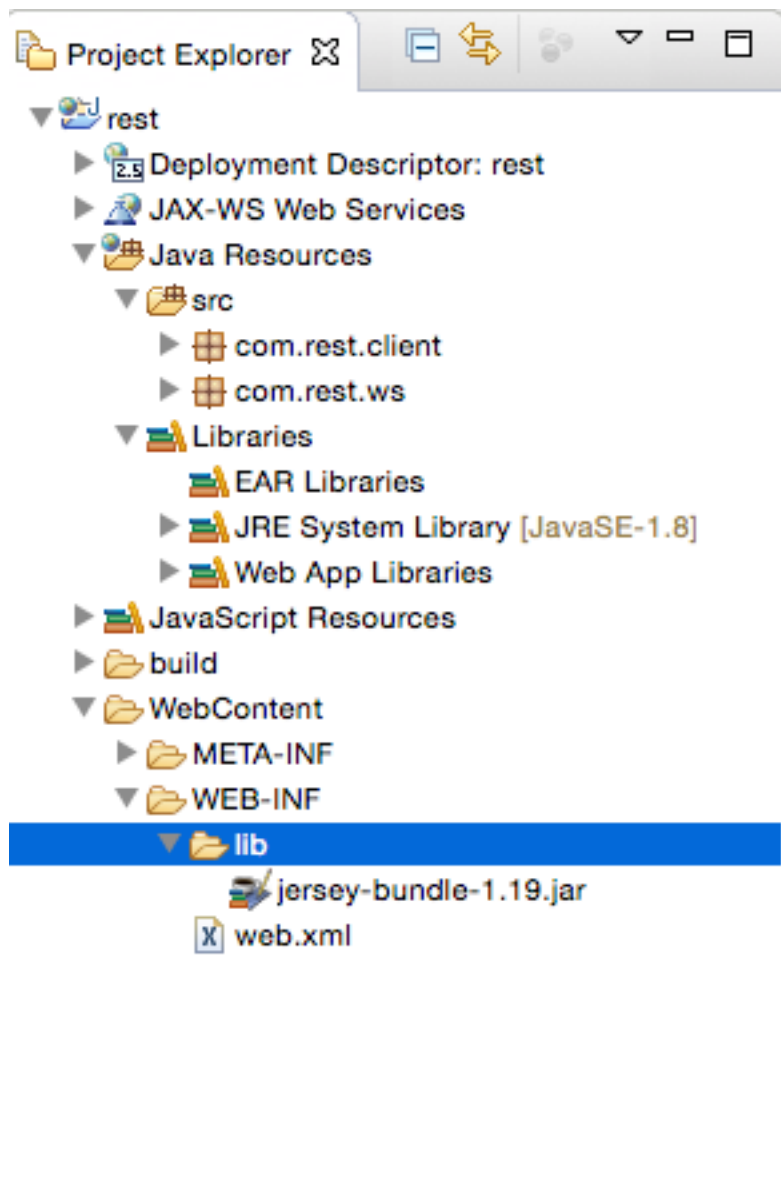 Project Explorer
rest
2.5 Deployment Descriptor: rest
JAX-WS Web Services
Java Resources
src
com.rest.client
com.rest.ws
Libraries
EAR Libraries
JRE System Library [JavaSE-1.8]
Web App Libraries
JavaScript Resources
build
WebContent
META-INF
WEB-INF
lib
jersey-bundle-1.19.jar
X web.xml